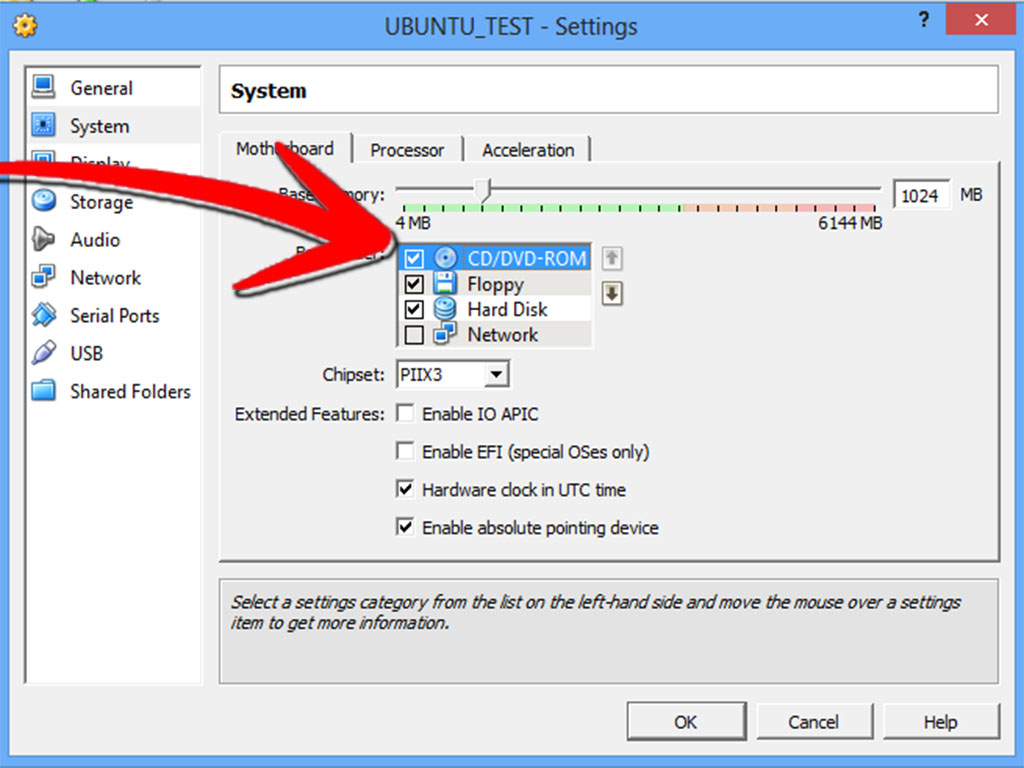 UBUNTU_TEST - Settings
?
General
System
Display
Storage
Audio
Network
Serial Ports
USB
Shared Folders
System
Motherboard
Processor
Acceleration
Base Memory:
1024 MB
4 MB
6144 MB
CD/DVD-ROM
Floppy
Hard Disk
Network
Chipset: PIIX3
Extended Features: Enable IO APIC
Enable EFI (special OSes only)
Hardware clock in UTC time
Enable absolute pointing device
Select a settings category from the list on the left-hand side and move the mouse over a settings
item to get more information.
OK
Cancel
Help